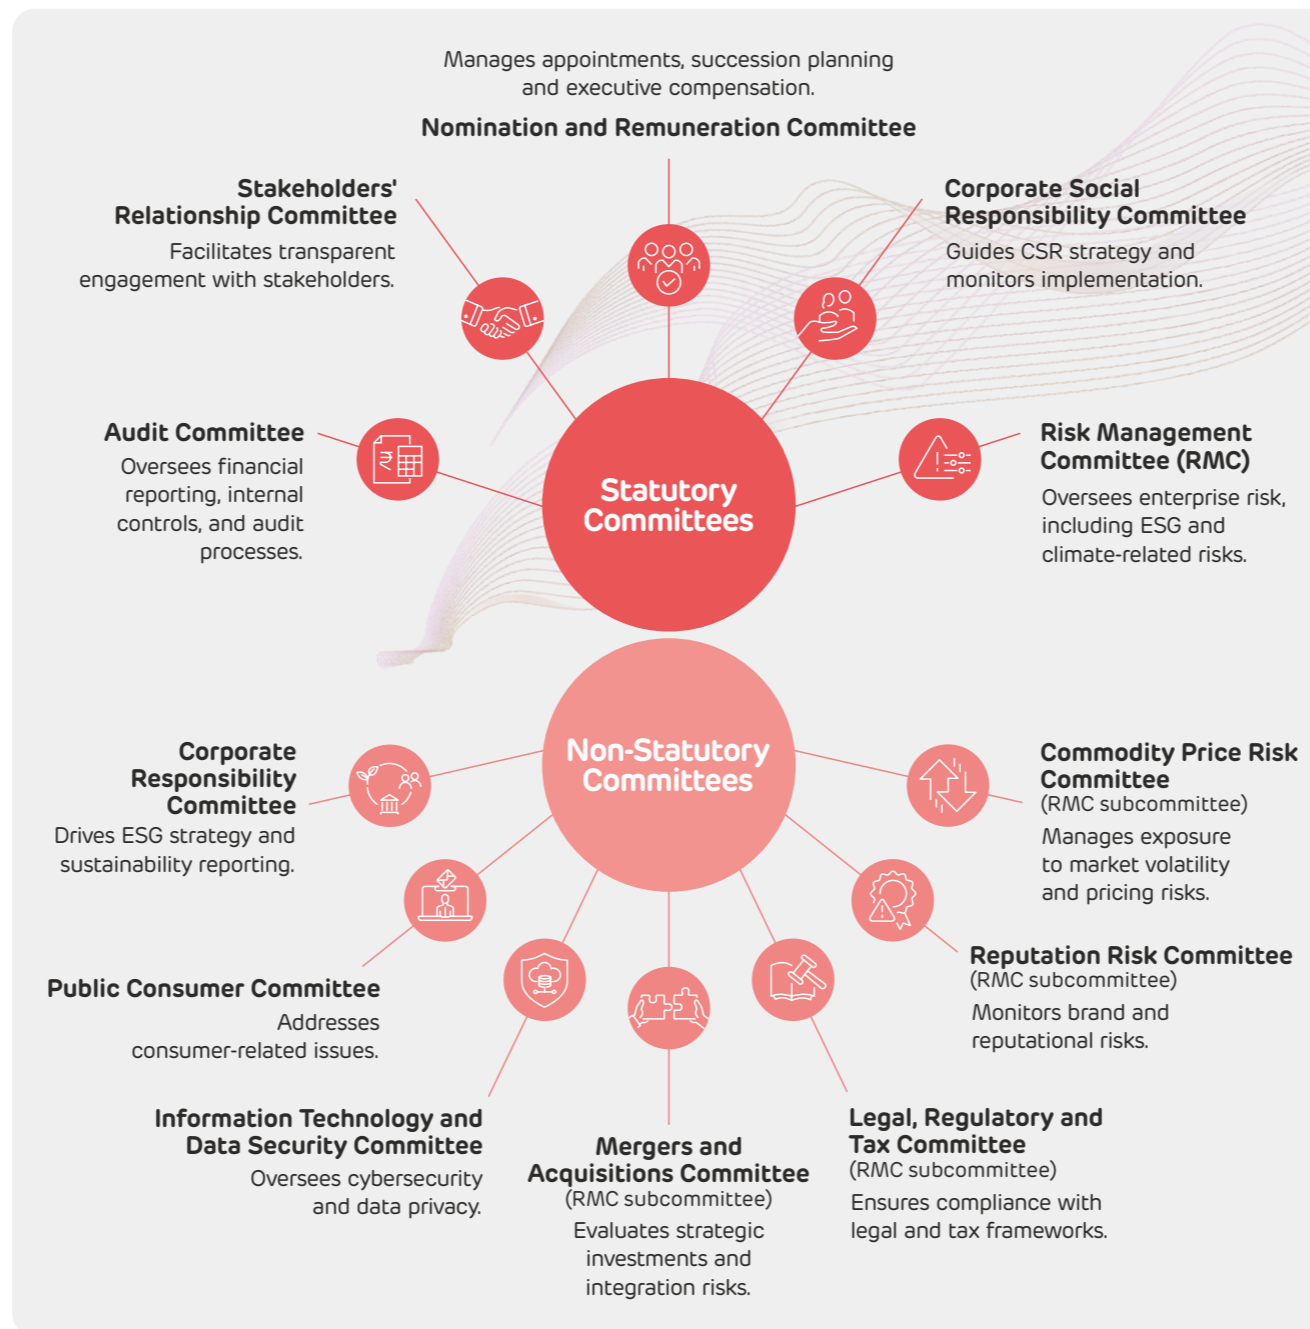 Manages appointments, succession planning
and executive compensation.
Nomination and Remuneration Committee
Stakeholders'
Relationship Committee
Facilitates transparent
engagement with stakeholders.
Corporate Social
Responsibility Committee
Guides CSR strategy and
monitors implementation.
Audit Committee
Oversees financial
reporting, internal
controls, and audit
processes.
₹
Statutory
Committees
Risk Management
Committee (RMC)
Oversees enterprise risk,
including ESG and
climate-related risks.
Non-Statutory
Committees
Corporate
Responsibility
Committee
Drives ESG strategy and
sustainability reporting.
Commodity Price Risk
Committee
(RMC subcommittee)
Manages exposure
to market volatility
and pricing risks.
Public Consumer Committee
Addresses
consumer-related issues.
Reputation Risk Committee
(RMC subcommittee)
Monitors brand and
reputational risks.
Information Technology and
Data Security Committee
Oversees cybersecurity
and data privacy.
Mergers and
Acquisitions Committee
(RMC subcommittee)
Evaluates strategic
investments and
integration risks.
Legal, Regulatory and
Tax Committee
(RMC subcommittee)
Ensures compliance with
legal and tax frameworks.